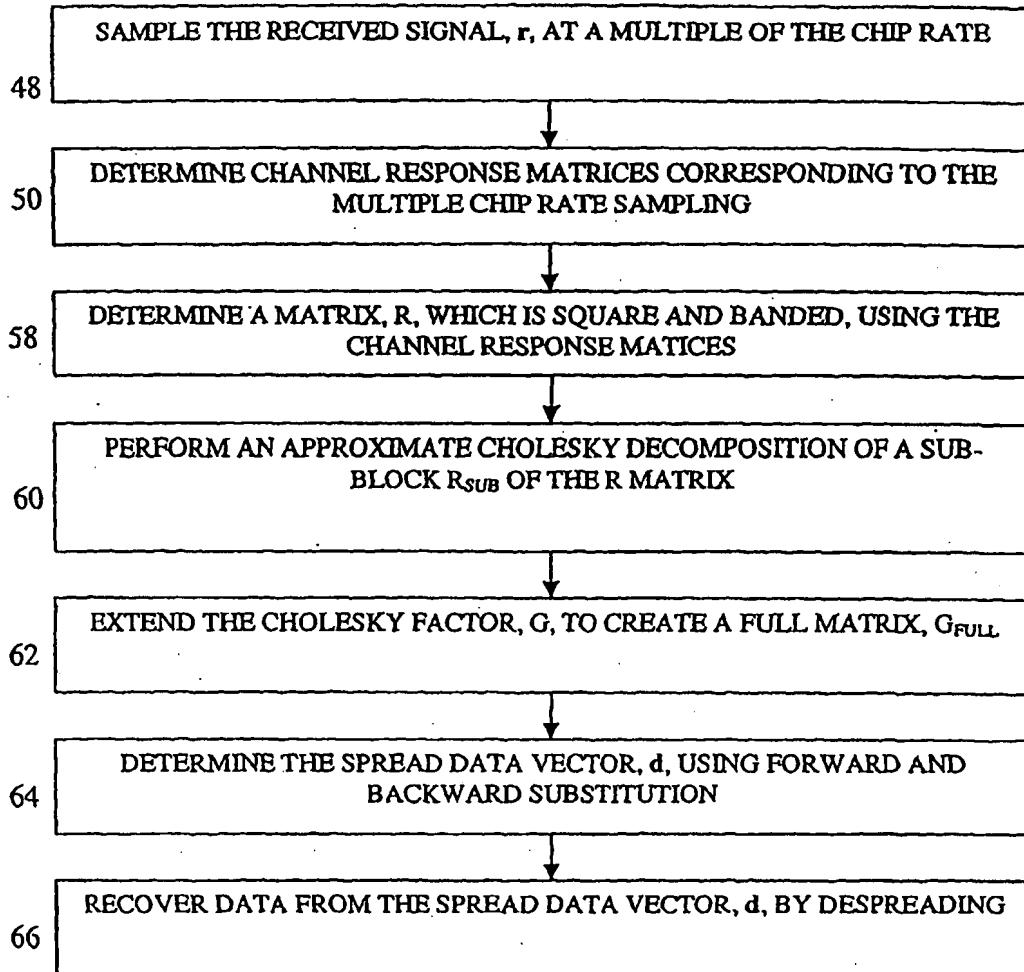 SAMPLE THE RECEIVED SIGNAL, r, AT A MULTIPLE OF THE CHIP RATE
48
DETERMINE CHANNEL RESPONSE MATRICES CORRESPONDING TO THE
MULTIPLE CHIP RATE SAMPLING
50
DETERMINE A MATRIX, R, WHICH IS SQUARE AND BANDED, USING THE
CHANNEL RESPONSE MATICES
58
PERFORM AN APPROXIMATE CHOLESKY DECOMPOSITION OF A SUB-
BLOCK RSUB OF THE R MATRIX
60
EXTEND THE CHOLESKY FACTOR, G, TO CREATE A FULL MATRIX, GFULL
62
DETERMINE THE SPREAD DATA VECTOR, d, USING FORWARD AND
BACKWARD SUBSTITUTION
64
RECOVER DATA FROM THE SPREAD DATA VECTOR, d, BY DESPREADING
66